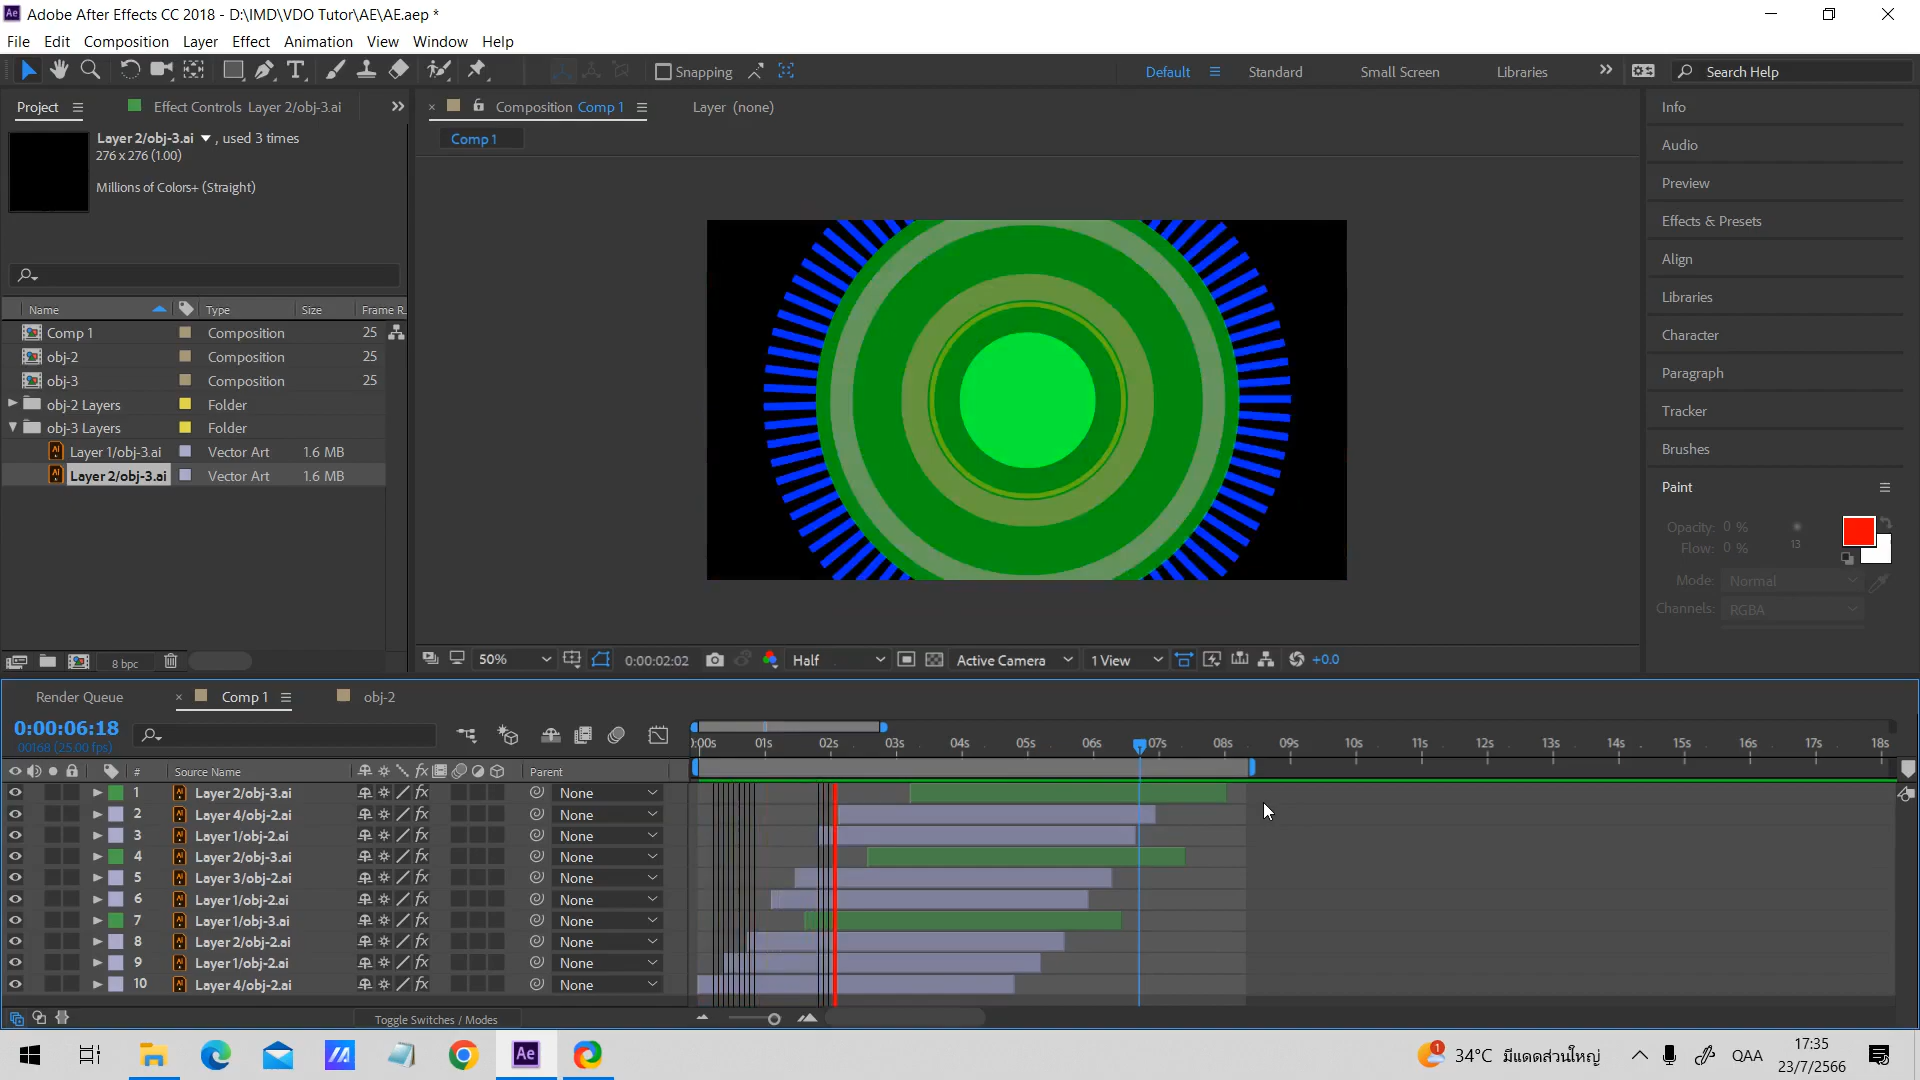 Adobe After Effects CC 2018 - D:\IMD\VDO Tutor\AE\AE.aep *
File Edit Composition Layer Effect Animation View Window Help
Snapping
Default Standard Small Screen Libraries Search Help
Project Effect Controls Layer 2/obj-3.ai
Composition Comp 1 Layer (none)
Layer 2/obj-3.ai , used 3 times
276 x 276 (1.00)
Millions of Colors+ (Straight)
Comp 1
Name Type Size Frame R..
Comp 1 Composition 25
obj-2 Composition 25
obj-3 Composition 25
obj-2 Layers Folder
obj-3 Layers Folder
Layer 1/obj-3.ai Vector Art 1.6 MB
Layer 2/obj-3.ai Vector Art 1.6 MB
8 bpc
50% 0:00:02:02 Half Active Camera 1 View +0.0
Info
Audio
Preview
Effects & Presets
Align
Libraries
Character
Paragraph
Tracker
Brushes
Paint
Opacity: 0 %
Flow: 0 %
13
Mode: Normal
Channels: RGBA
Render Queue Comp 1 obj-2
0:00:06:18
00168 (25.00 fps)
):00s 01s 02s 03s 04s 05s 06s 07s 08s 09s 10s 11s 12s 13s 14s 15s 16s 17s 18s
# Source Name Parent
1 Layer 2/obj-3.ai None
2 Layer 4/obj-2.ai None
3 Layer 1/obj-2.ai None
4 Layer 2/obj-3.ai None
5 Layer 3/obj-2.ai None
6 Layer 1/obj-2.ai None
7 Layer 1/obj-3.ai None
8 Layer 2/obj-2.ai None
9 Layer 1/obj-2.ai None
10 Layer 4/obj-2.ai None
Toggle Switches / Modes
Ae
1
34°C มีแดดส่วนใหญ่
QAA
17:35
23/7/2566